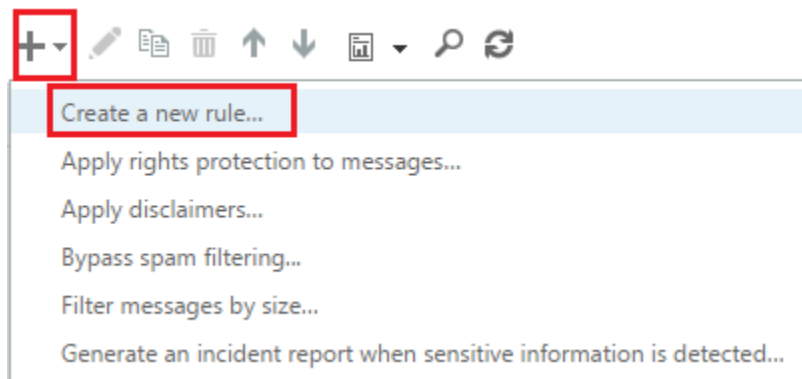 Create a new rule...
Apply rights protection to messages...
Apply disclaimers...
Bypass spam filtering...
Filter messages by size...
Generate an incident report when sensitive information is detected...